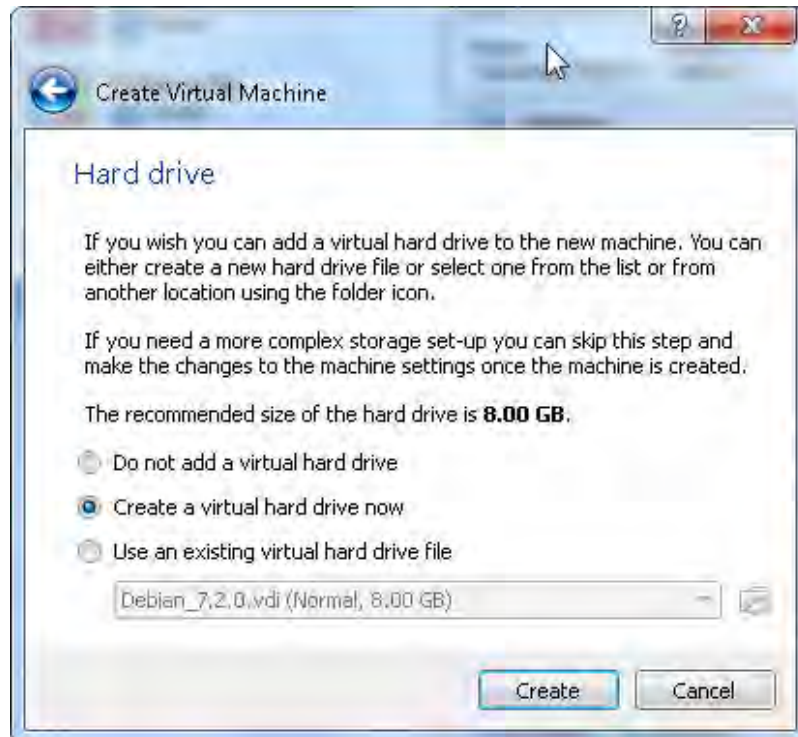 Create Virtual Machine
Hard drive
If you wish you can add a virtual hard drive to the new machine. You can
either create a new hard drive file or select one from the list or from
another location using the folder icon.
If you need a more complex storage set-up you can skip this step and
make the changes to the machine settings once the machine is created.
The recommended size of the hard drive is 8.00 GB.
Do not add a virtual hard drive
Create a virtual hard drive now
Use an existing virtual hard drive file
Debian_7.2.0.vdi (Normal, 8.00 GB)
Create
Cancel